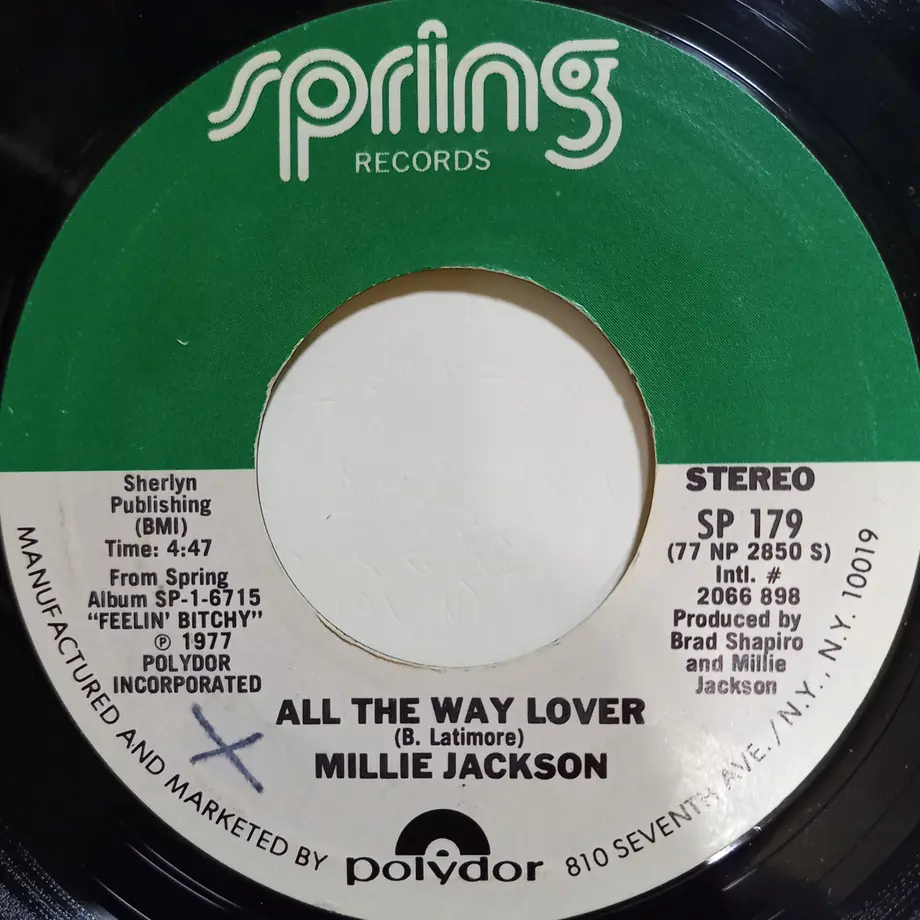 spring
RECORDS
Sherlyn
Publishing
(BMI)
Time: 4:47
From Spring
Album SP-1-6715
"FEELIN' BITCHY"
℗ 1977
POLYDOR
INCORPORATED
STEREO
SP 179
(77 NP 2850 S)
Intl. #
2066 898
Produced by
Brad Shapiro
and Millie
Jackson
ALL THE WAY LOVER
(B. Latimore)
MILLIE JACKSON
MANUFACTURED AND MARKETED BY polydor 810 SEVENTH AVE. / N.Y., N.Y. 10019
X